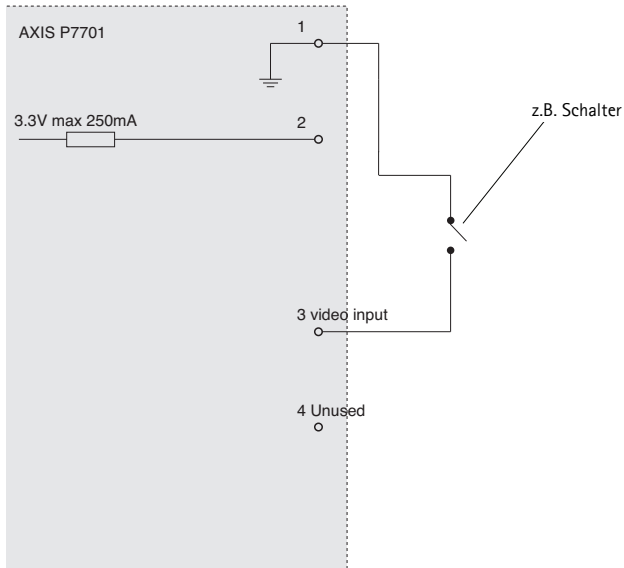 AXIS P7701
1
z.B. Schalter
3.3V max 250mA
2
3 video input
4 Unused